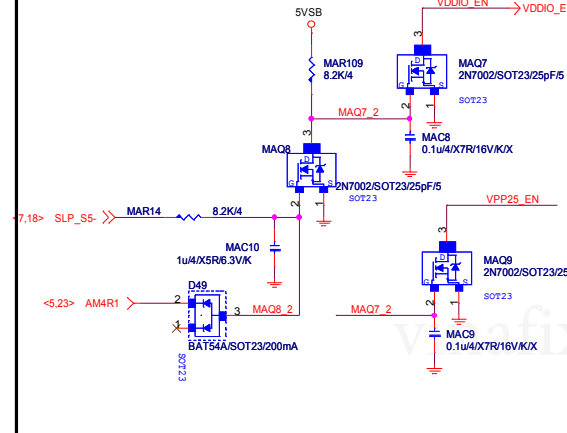 VDDIO_EN
VDDIO_E
5VSB
3
MAR109
8.2K/4
D
G
S
MAQ7
2N7002/SOT23/25pF/5
SOT23
2
1
MAQ7_2
3
MAC8
0.1u/4/X7R/16V/K/X
MAQ8
D
G
S
2N7002/SOT23/25pF/5
SOT23
2
1
7,18>
SLP_S5-
MAR14
8.2K/4
VPP25_EN
3
MAC10
1u/4/X5R/6.3V/K
D
G
S
MAQ9
2N7002/SOT23/25
SOT23
D49
<5,23>
AM4R1
2
3
1
MAQ8_2
MAQ7_2
2
1
MAC9
0.1u/4/X7R/16V/K/X
BAT54A/SOT23/200mA
SOT23
vinafix